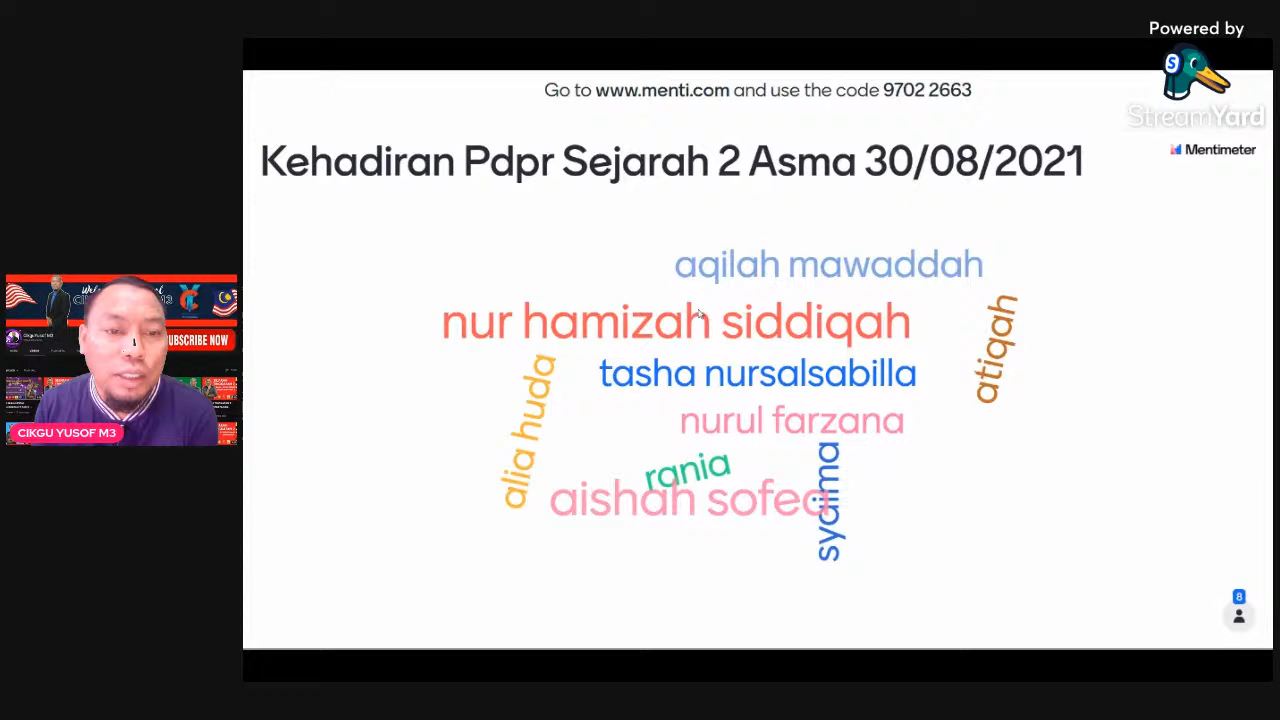 Powered by
StreamYard
Go to www.menti.com and use the code 9702 2663
Mentimeter
Kehadiran Pdpr Sejarah 2 Asma 30/08/2021
aqilah mawaddah
nur hamizah siddiqah
atiqah
tasha nursalsabilla
alia huda
nurul farzana
rania
aishah sofea
syaima
SUBSCRIBE NOW
CIKGU YUSOF M3
8